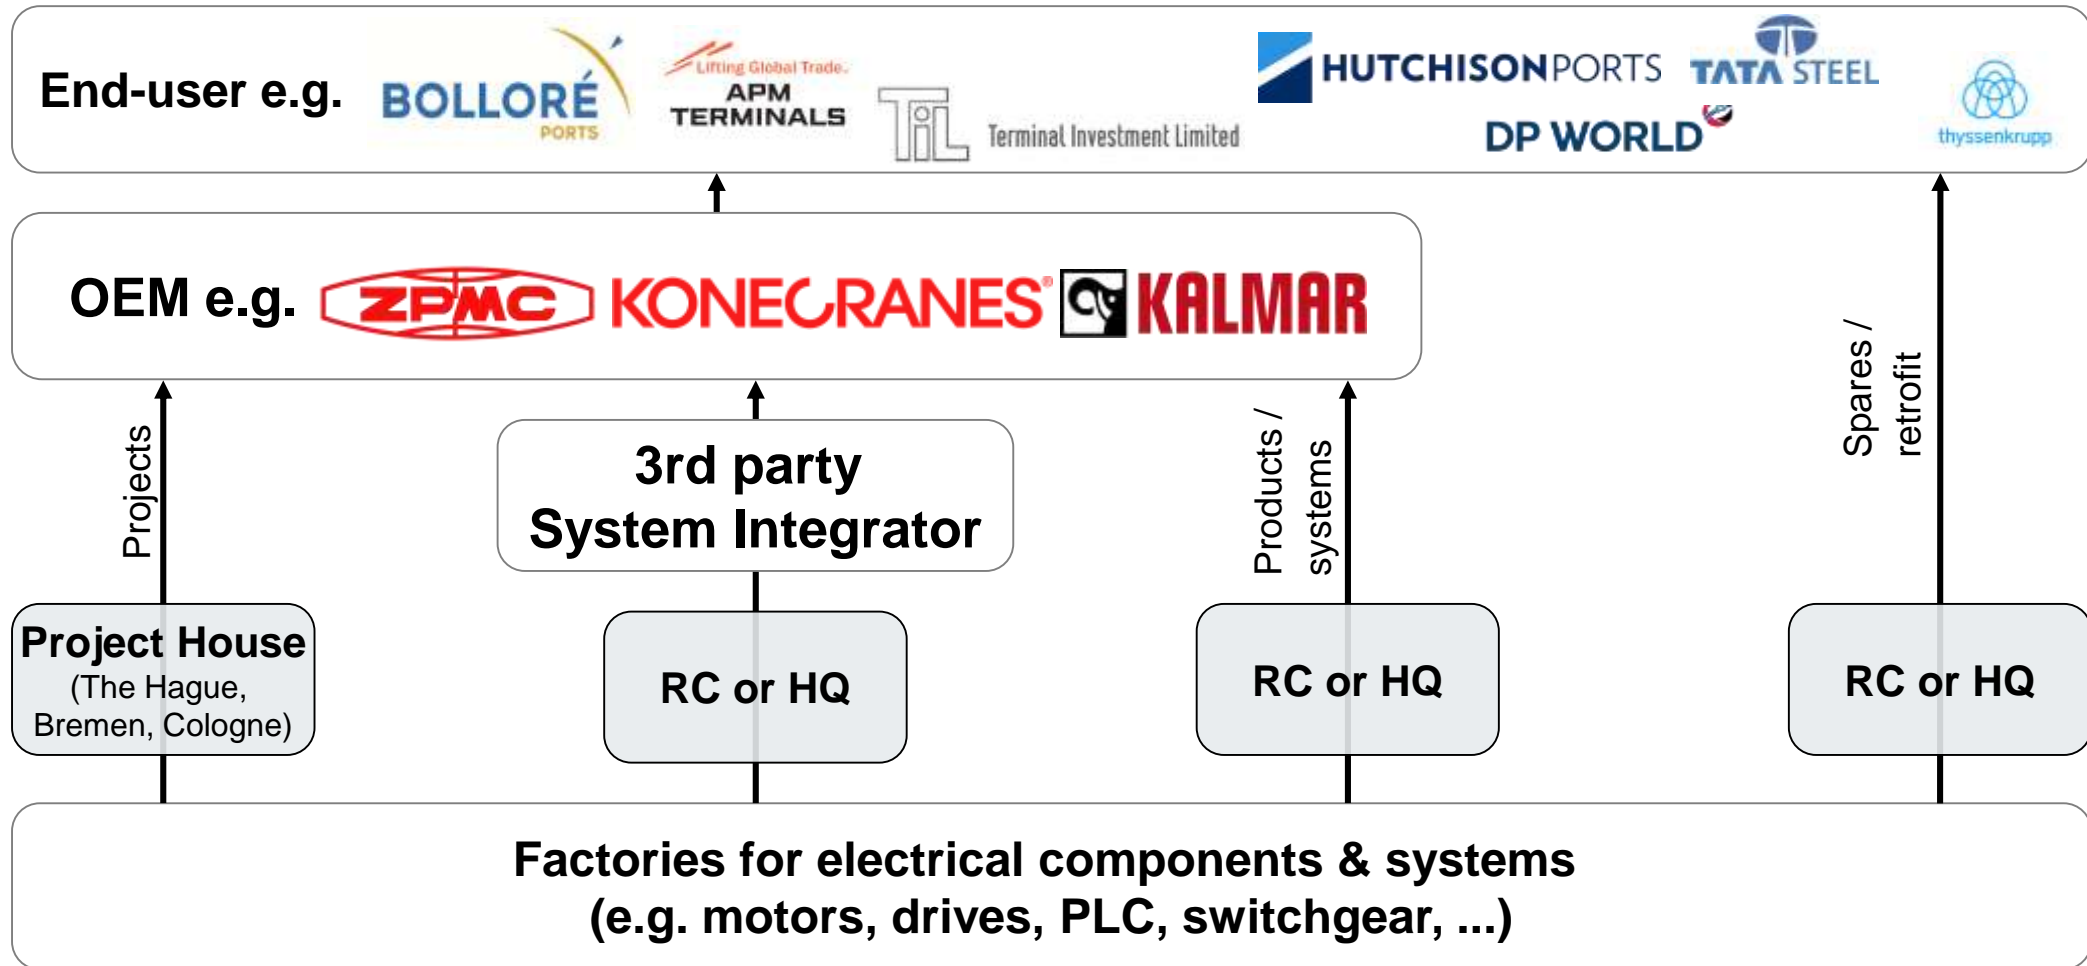 End-user e.g.
BOLLORÉ
PORTS
Lifting Global Trade.
APM
TERMINALS
TiL
Terminal Investment Limited
HUTCHISONPORTS
DP WORLD
TATA STEEL
thyssenkrupp
OEM e.g.
ZPMC
KONECRANES®
KALMAR
Projects
3rd party
System Integrator
Products /
systems
Spares /
retrofit
Project House
(The Hague,
Bremen, Cologne)
RC or HQ
RC or HQ
RC or HQ
Factories for electrical components & systems
(e.g. motors, drives, PLC, switchgear, ...)